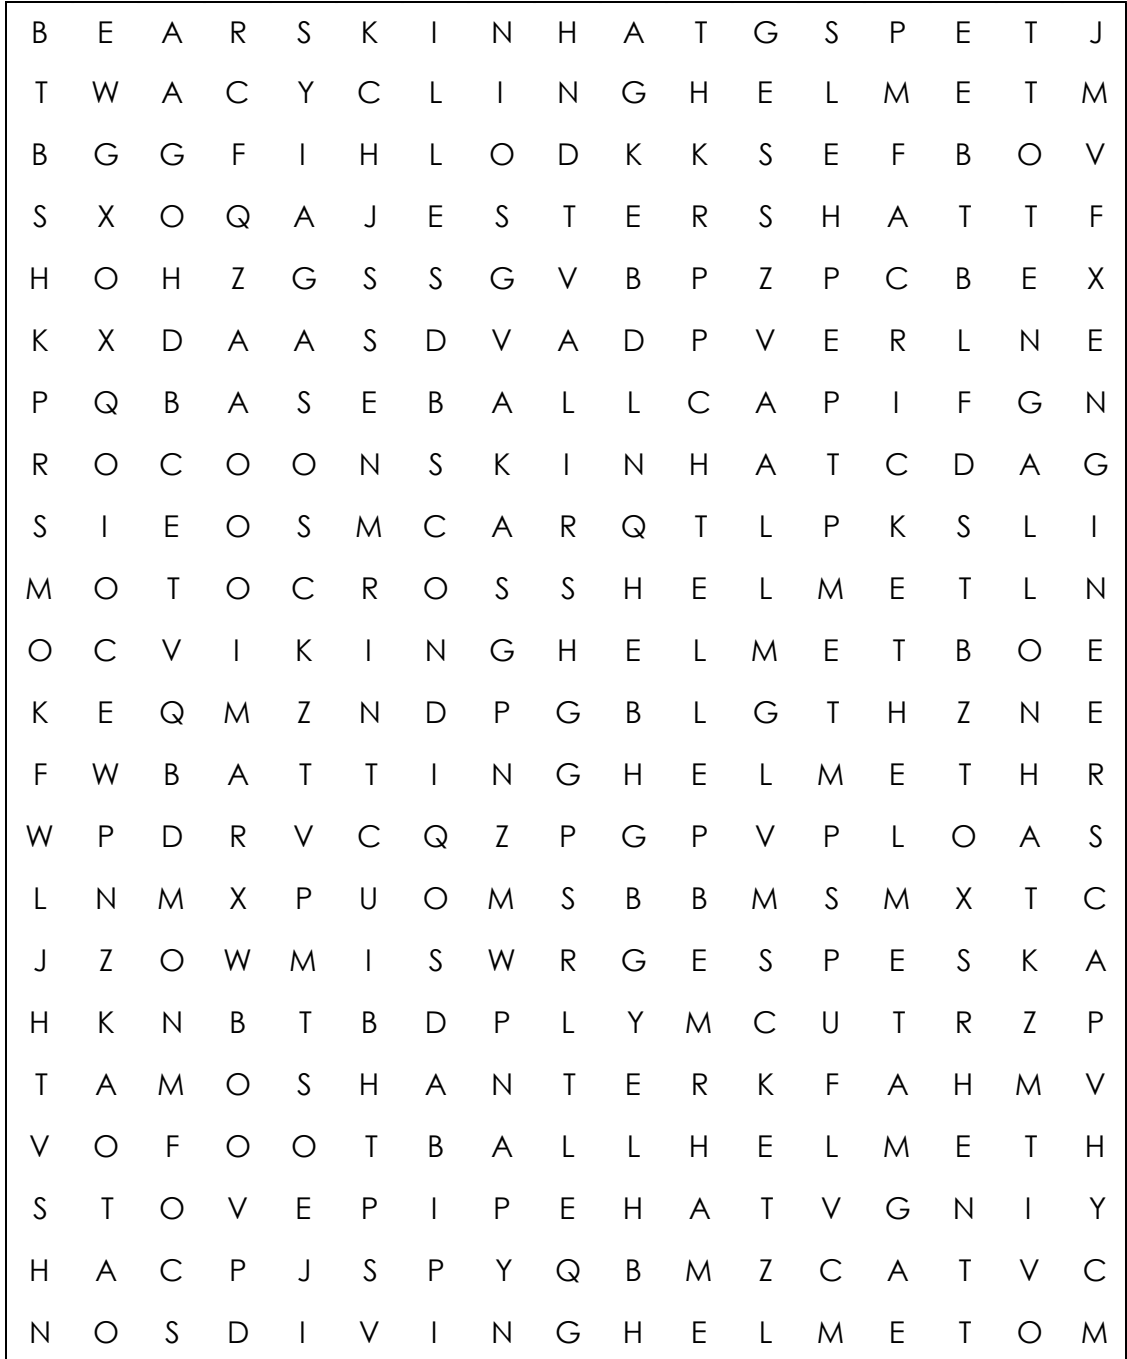 B E A R S K I N H A T G S P E T J
T W A C Y C L I N G H E L M E T M
B G G F I H L O D K K S E F B O V
S X O Q A J E S T E R S H A T T F
H O H Z G S S G V B P Z P C B E X
K X D A A S D V A D P V E R L N E
P Q B A S E B A L L C A P I F G N
R O C O O N S K I N H A T C D A G
S I E O S M C A R Q T L P K S L I
M O T O C R O S S H E L M E T L N
O C V I K I N G H E L M E T B O E
K E Q M Z N D P G B L G T H Z N E
F W B A T T I N G H E L M E T H R
W P D R V C Q Z P G P V P L O A S
L N M X P U O M S B B M S M X T C
J Z O W M I S W R G E S P E S K A
H K N B T B D P L Y M C U T R Z P
T A M O S H A N T E R K F A H M V
V O F O O T B A L L H E L M E T H
S T O V E P I P E H A T V G N I Y
H A C P J S P Y Q B M Z C A T V C
N O S D I V I N G H E L M E T O M